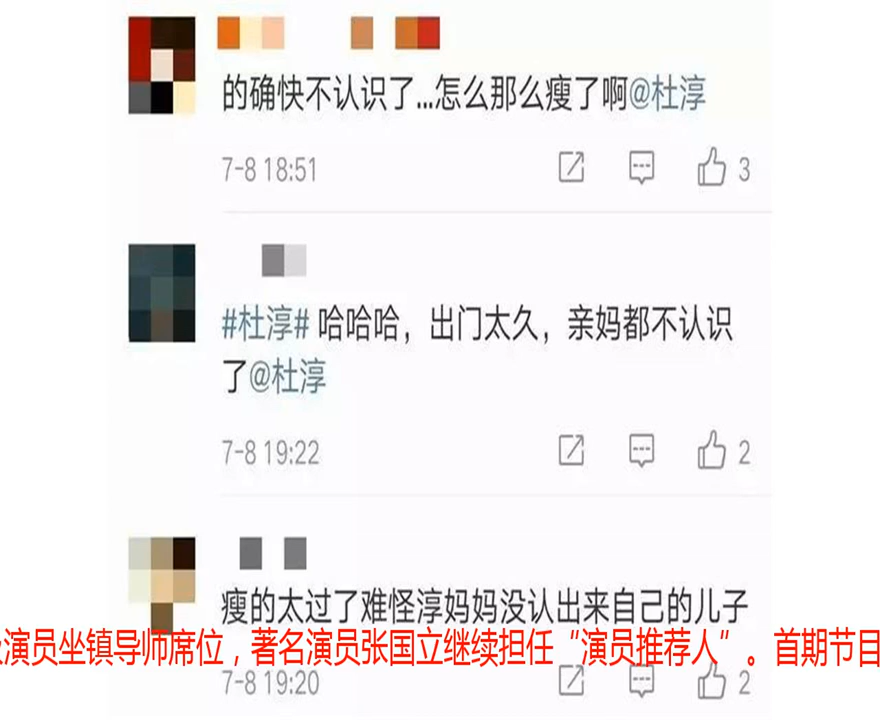 的确快不认识了...怎么那么瘦了啊@杜淳
7-8 18:51
3
#杜淳# 哈哈哈，出门太久，亲妈都不认识
了@杜淳
7-8 19:22
2
瘦的太过了难怪淳妈妈没认出来自己的儿子
演员坐镇导师席位，著名演员张国立继续担任“演员推荐人”。首期节目
7-8 19:20
2